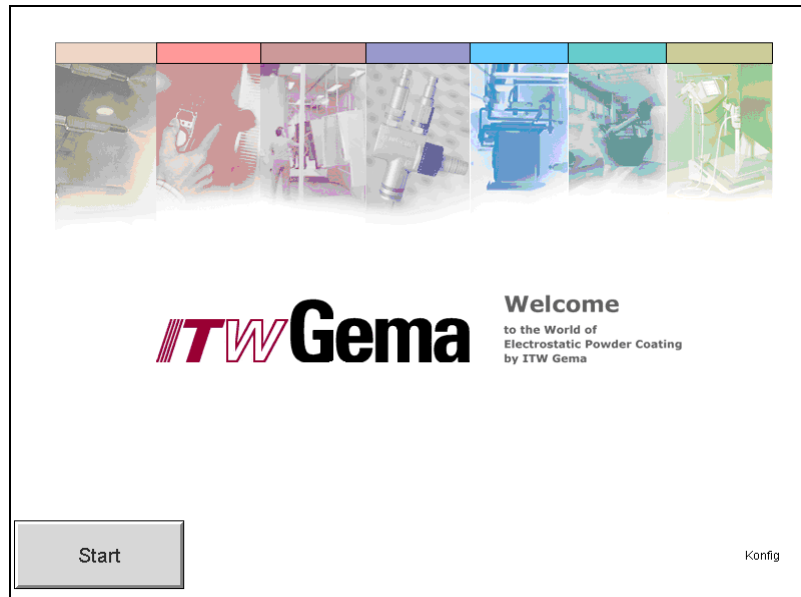 ITW Gema
Welcome
to the World of
Electrostatic Powder Coating
by ITW Gema
Start
Konfig